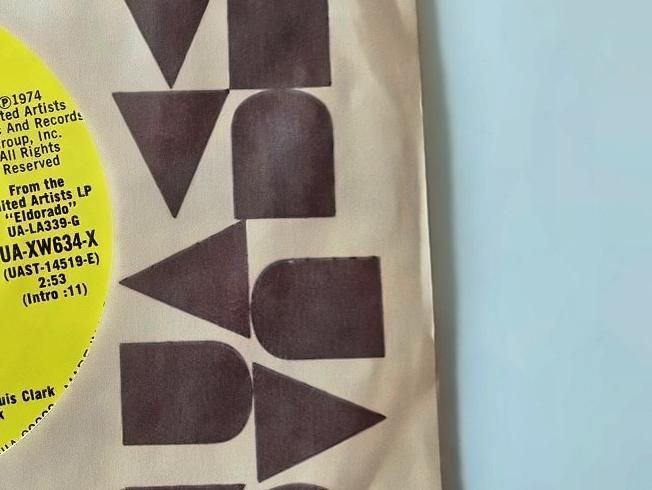 ℗1974
ted Artists
And Records
roup, Inc.
All Rights
Reserved
From the
ited Artists LP
"Eldorado"
UA-LA339-G
UA-XW634-X
(UAST-14519-E)
2:53
(Intro :11)
uis Clark